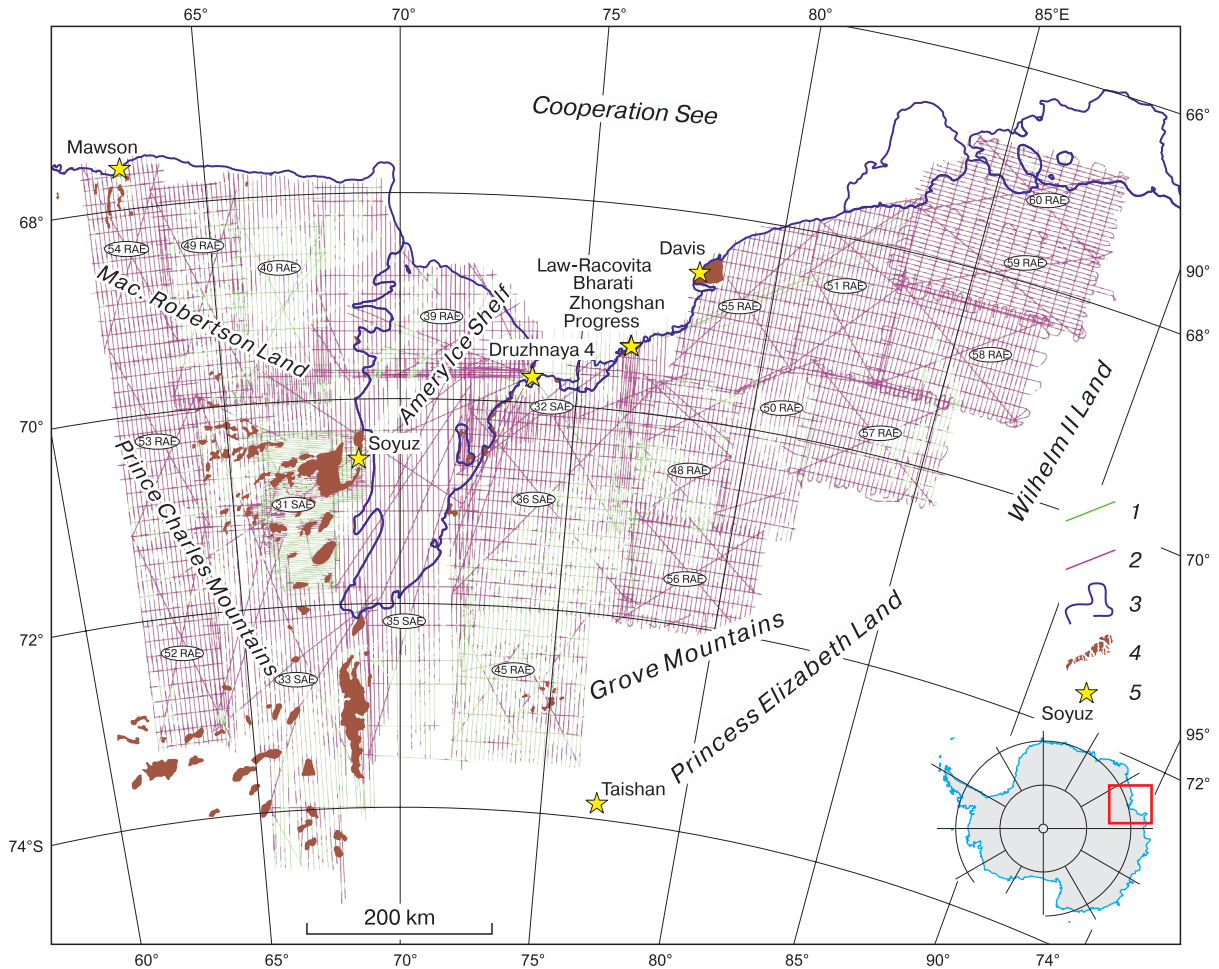 65°
70°
75°
80°
85°E
Cooperation See
66°
Mawson
60 RAE
68°
54 RAE
49 RAE
40 RAE
Davis
59 RAE
90°
Law-Racovita
Bharati
Zhongshan
Progress
51 RAE
55 RAE
Mac. Robertson Land
39 RAE
Amery Ice Shelf
68°
Druzhnaya 4
58 RAE
32 SAE
50 RAE
Wilhelm II Land
70°
53 RAE
Soyuz
57 RAE
48 RAE
Prince Charles Mountains
31 SAE
36 SAE
1
2
70°
56 RAE
3
72°
35 SAE
52 RAE
4
33 SAE
45 RAE
Grove Mountains
5
Soyuz
Princess Elizabeth Land
95°
72°
Taishan
74°S
200 km
60°
65°
70°
75°
80°
85°
90°
74°